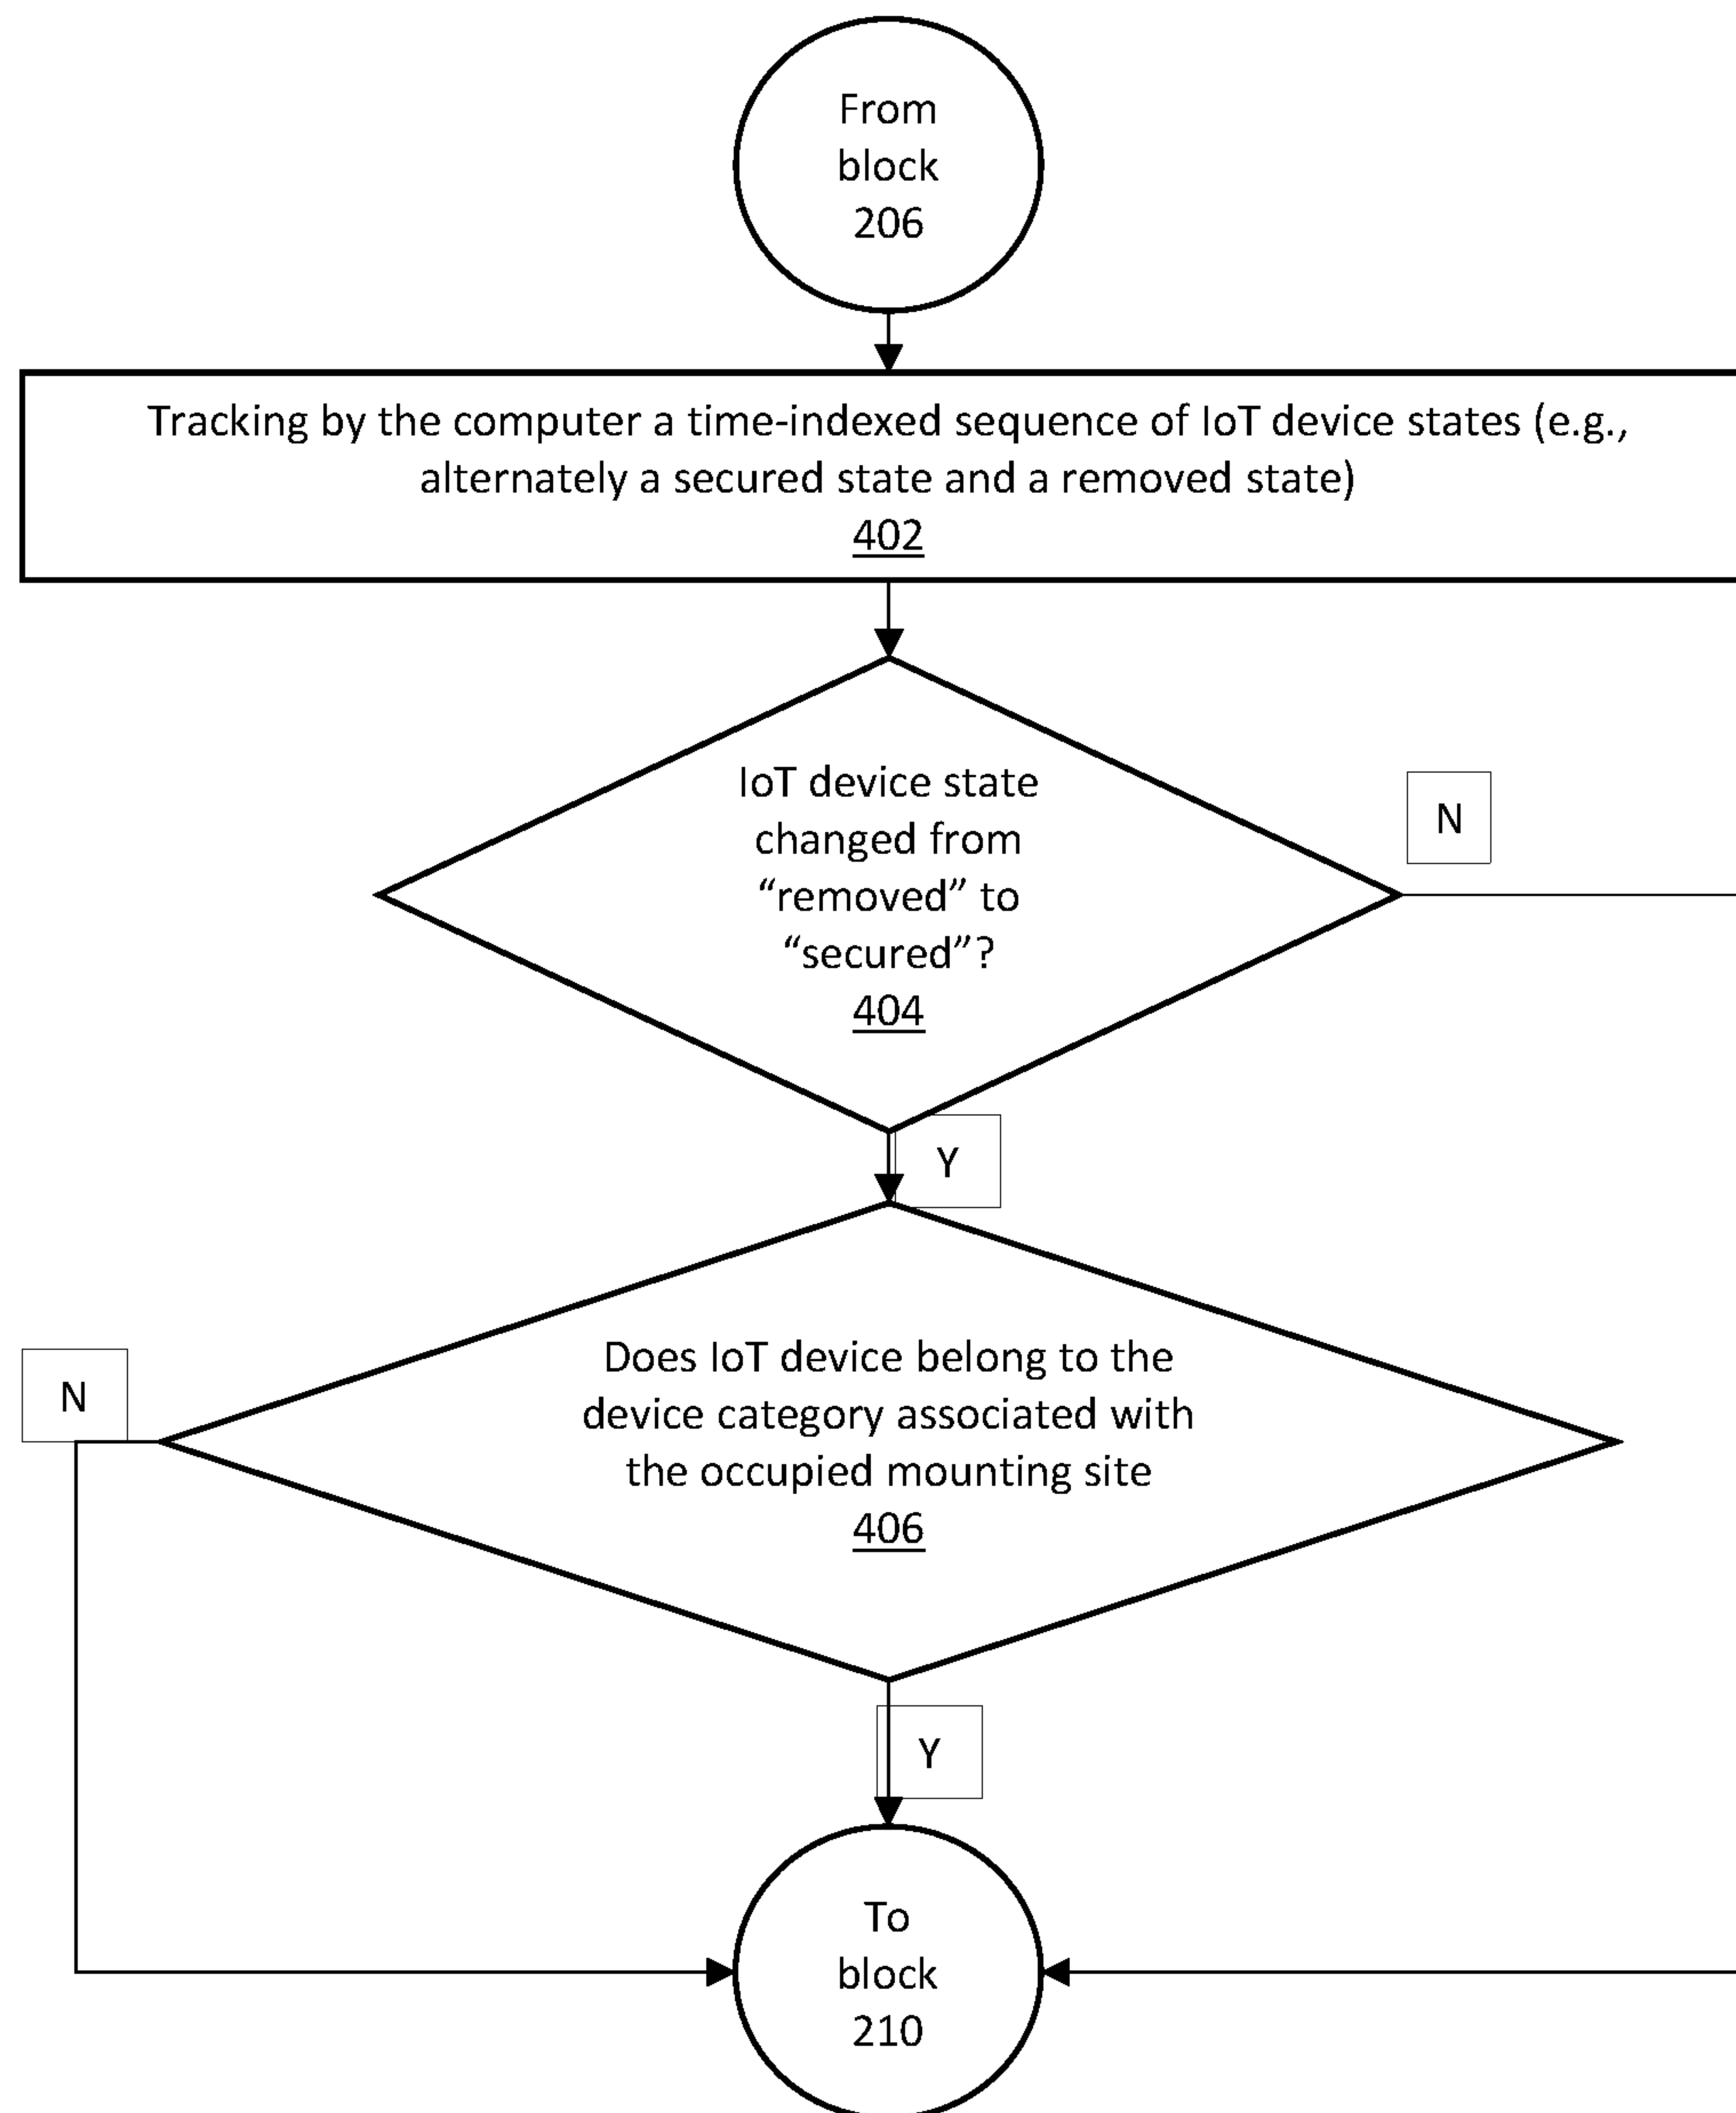 From
block
206
Tracking by the computer a time-indexed sequence of IoT device states (e.g.,
alternately a secured state and a removed state)
402
IoT device state
changed from
“removed” to
“secured”?
404
N
Y
Does IoT device belong to the
device category associated with
the occupied mounting site
406
N
Y
To
block
210